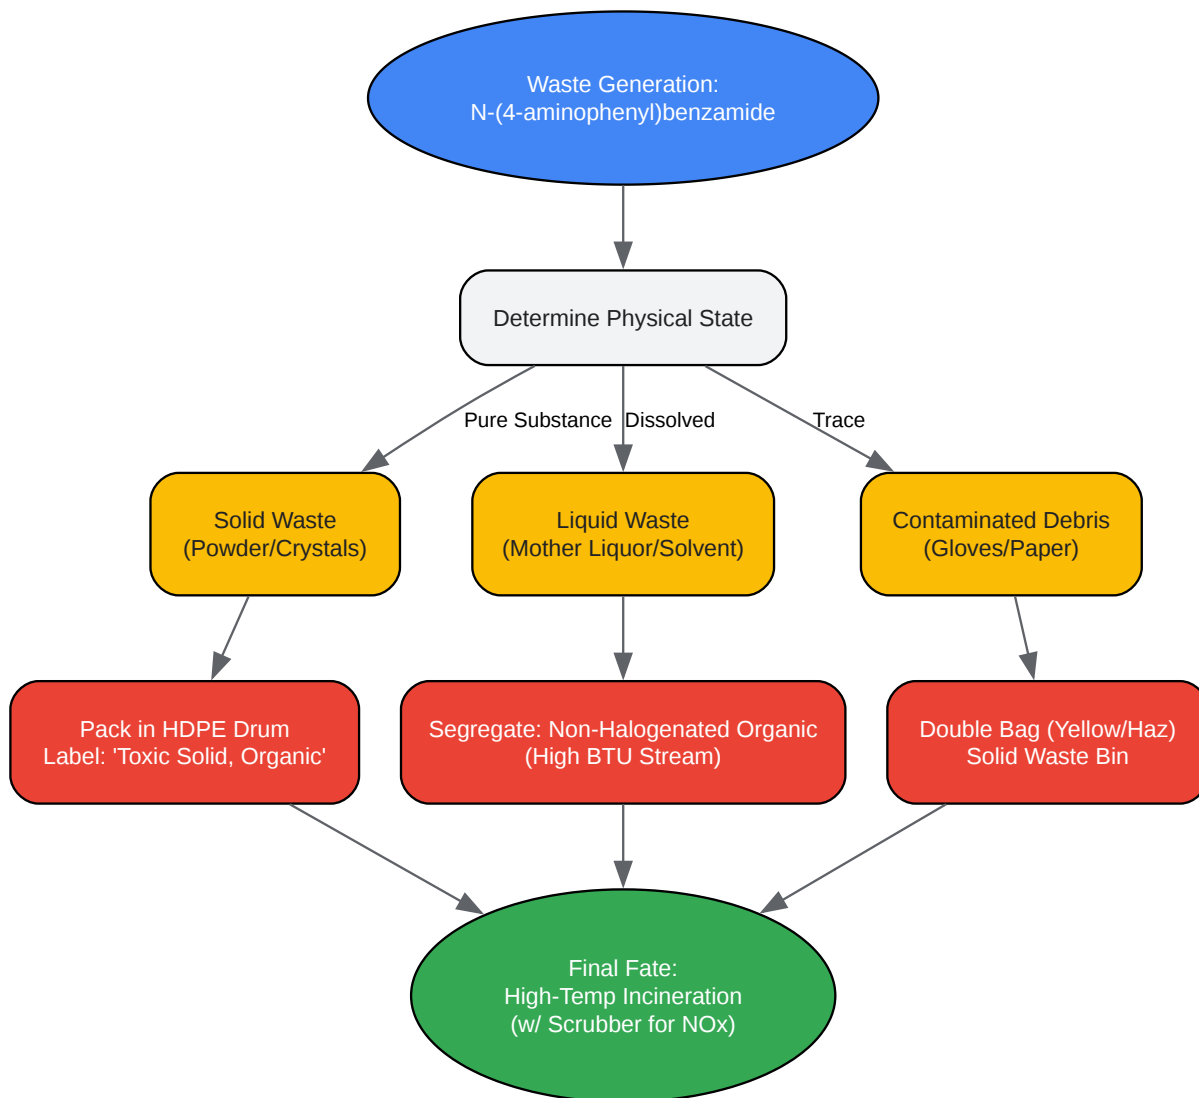 Waste Generation:
N-(4-aminophenyl)benzamide
Determine Physical State
Pure Substance
Dissolved
Trace
Solid Waste
(Powder/Crystals)
Liquid Waste
(Mother Liquor/Solvent)
Contaminated Debris
(Gloves/Paper)
Pack in HDPE Drum
Label: 'Toxic Solid, Organic'
Segregate: Non-Halogenated Organic
(High BTU Stream)
Double Bag (Yellow/Haz)
Solid Waste Bin
Final Fate:
High-Temp Incineration
(w/ Scrubber for NOx)